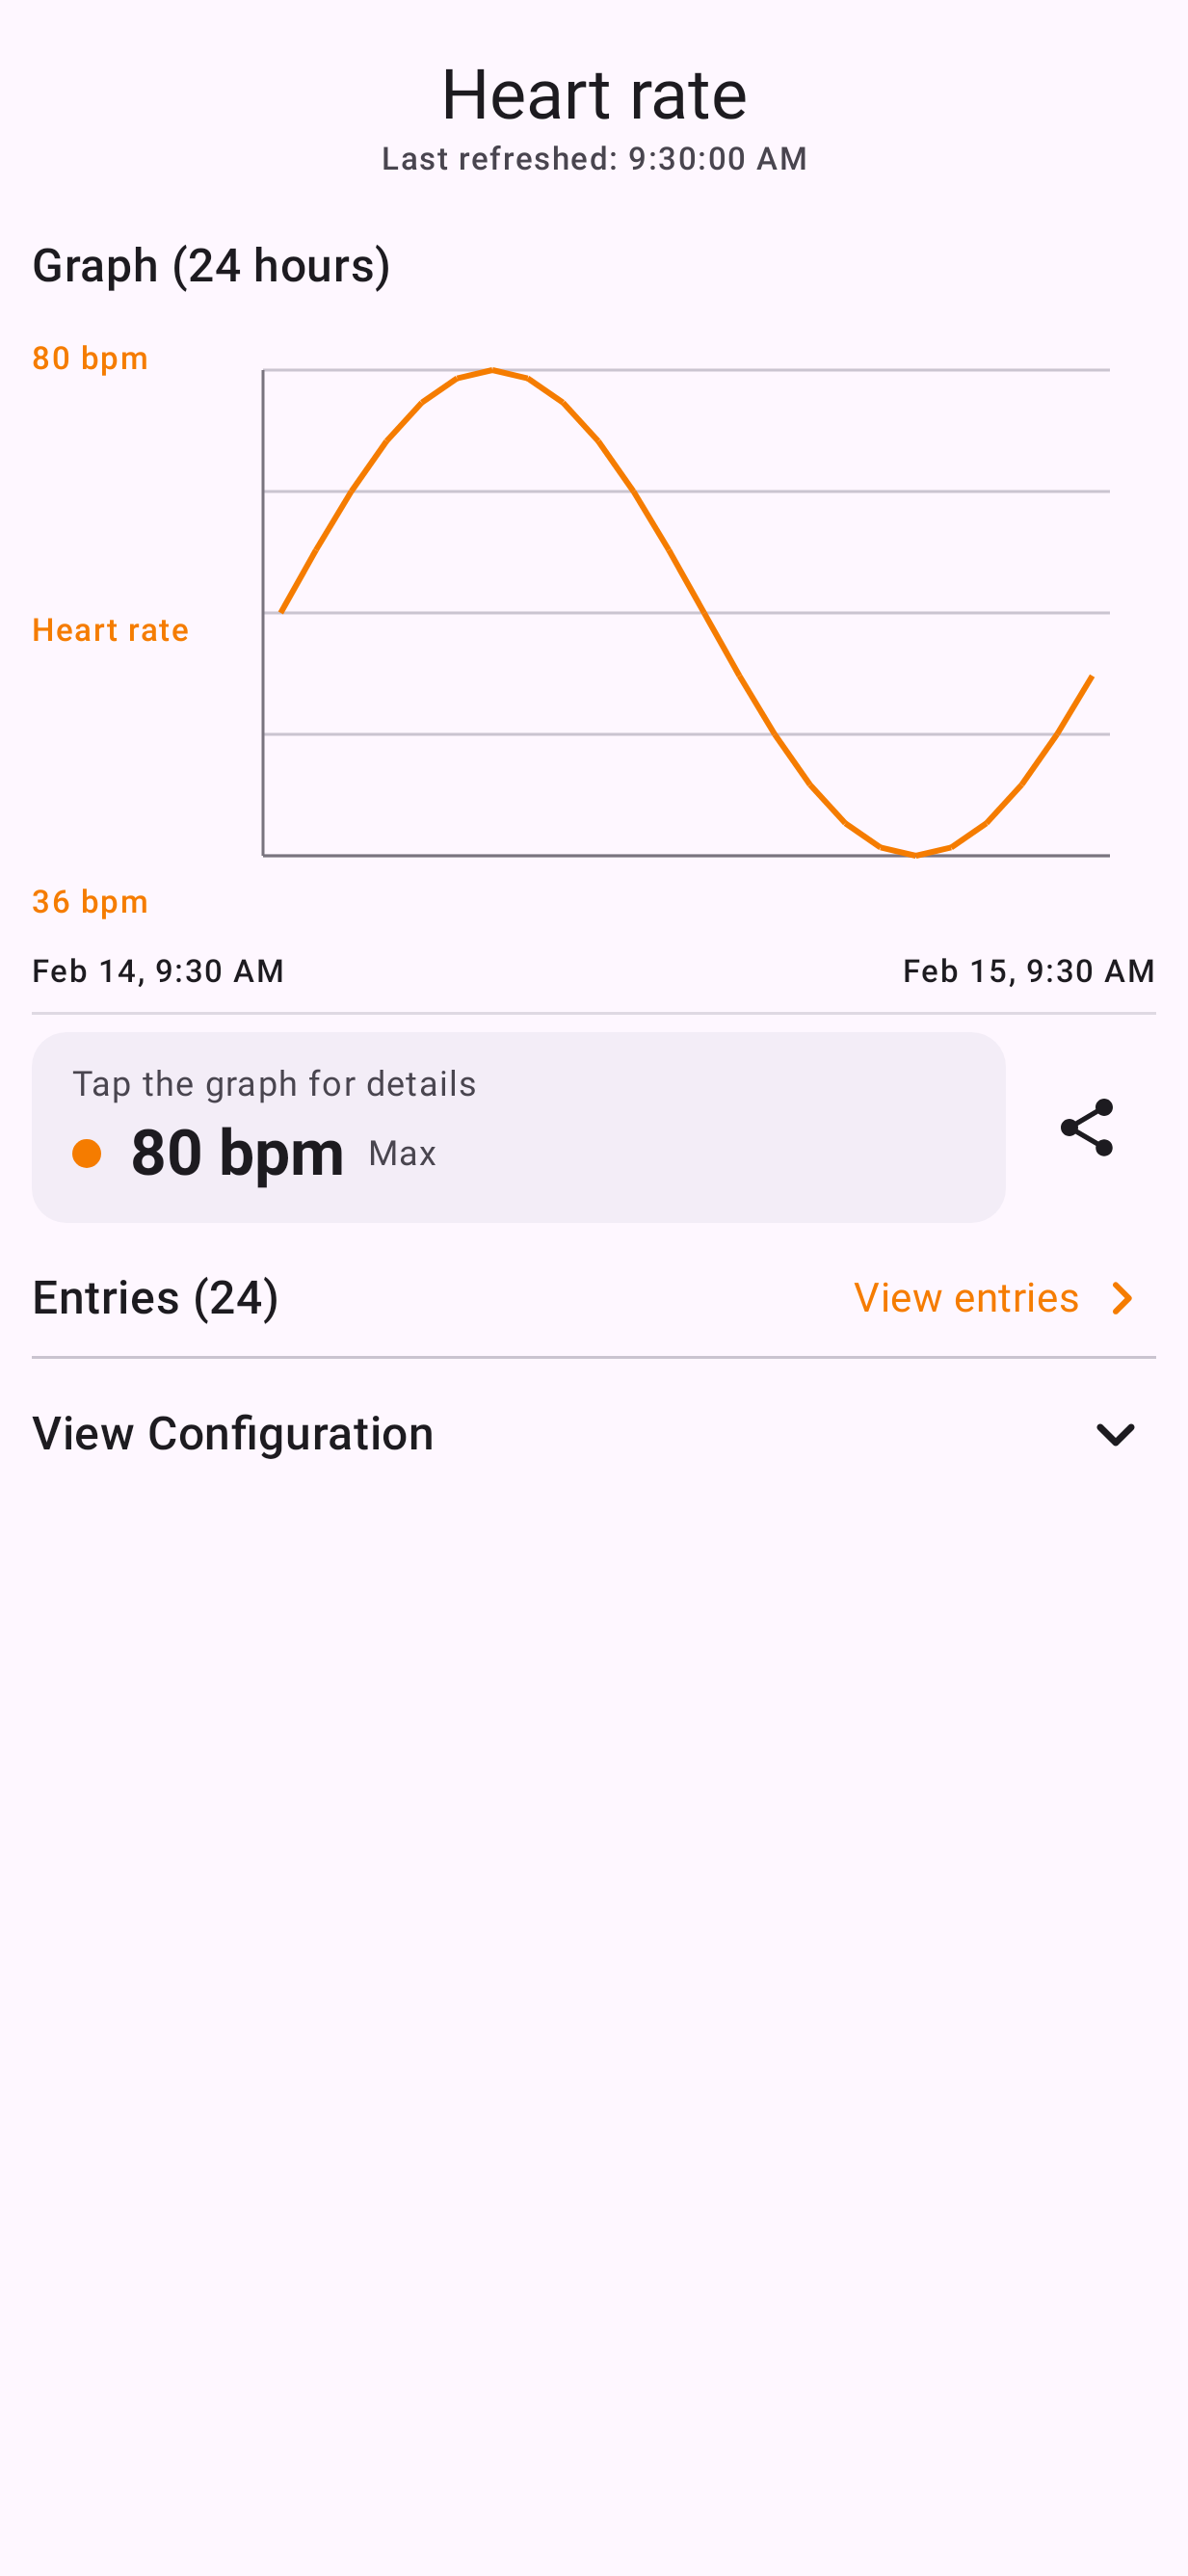 Heart rate
Last refreshed: 9:30:00 AM
Graph (24 hours)
80 bpm
Heart rate
36 bpm
Feb 14, 9:30 AM
Feb 15, 9:30 AM
Tap the graph for details
80 bpm Max
Entries (24)
View entries
View Configuration